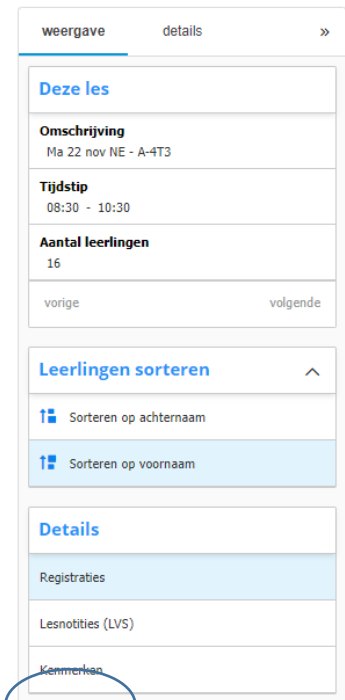 weergave details »
Deze les
Omschrijving
Ma 22 nov NE - A-4T3
Tijdstip
08:30 - 10:30
Aantal leerlingen
16
vorige volgende
Leerlingen sorteren
Sorteren op achternaam
Sorteren op voornaam
Details
Registraties
Lesnotities (LVS)
Kenmerken